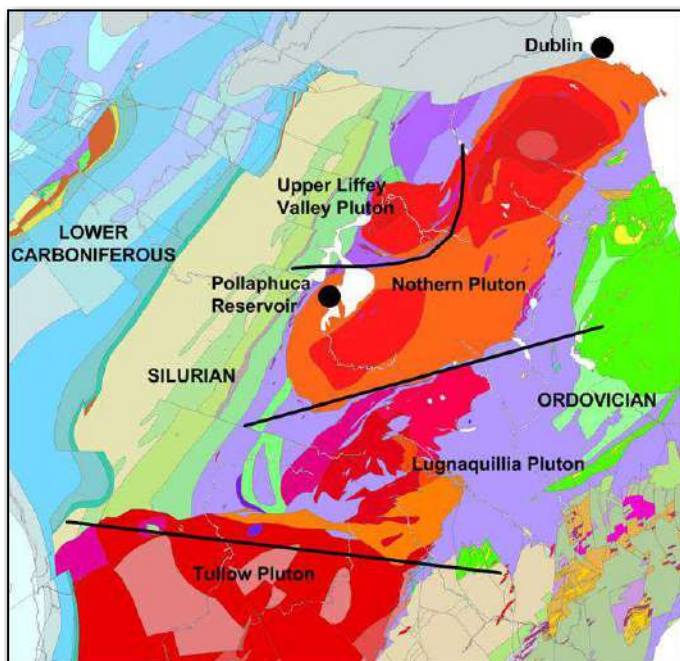 Dublin
Upper Liffey
Valley Pluton
LOWER
CARBONIFEROUS
Pollaphuca
Reservoir
Nothern Pluton
SILURIAN
ORDOVICIAN
Lugnaquillia Pluton
Tullow Pluton